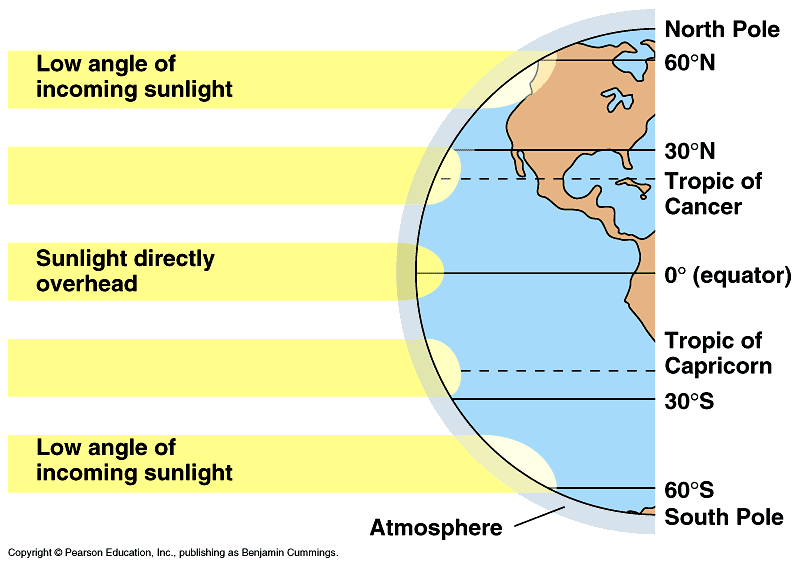 North Pole
Low angle of
incoming sunlight
60°N
30°N
Tropic of
Cancer
Sunlight directly
overhead
0° (equator)
Tropic of
Capricorn
30°S
Low angle of
incoming sunlight
60°S
South Pole
Atmosphere
Copyright © Pearson Education, Inc., publishing as Benjamin Cummings.